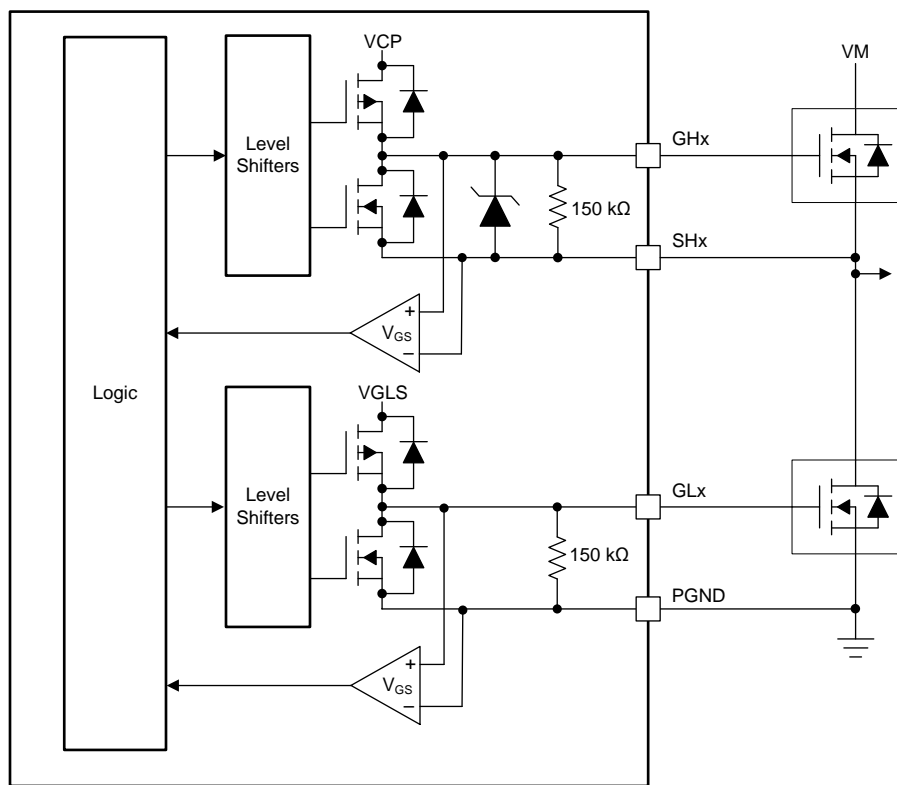 VCP
VM
Level
Shifters
GHx
150 kΩ
SHx
+
VGS
−
Logic
VGLS
Level
Shifters
GLx
150 kΩ
PGND
+
VGS
−